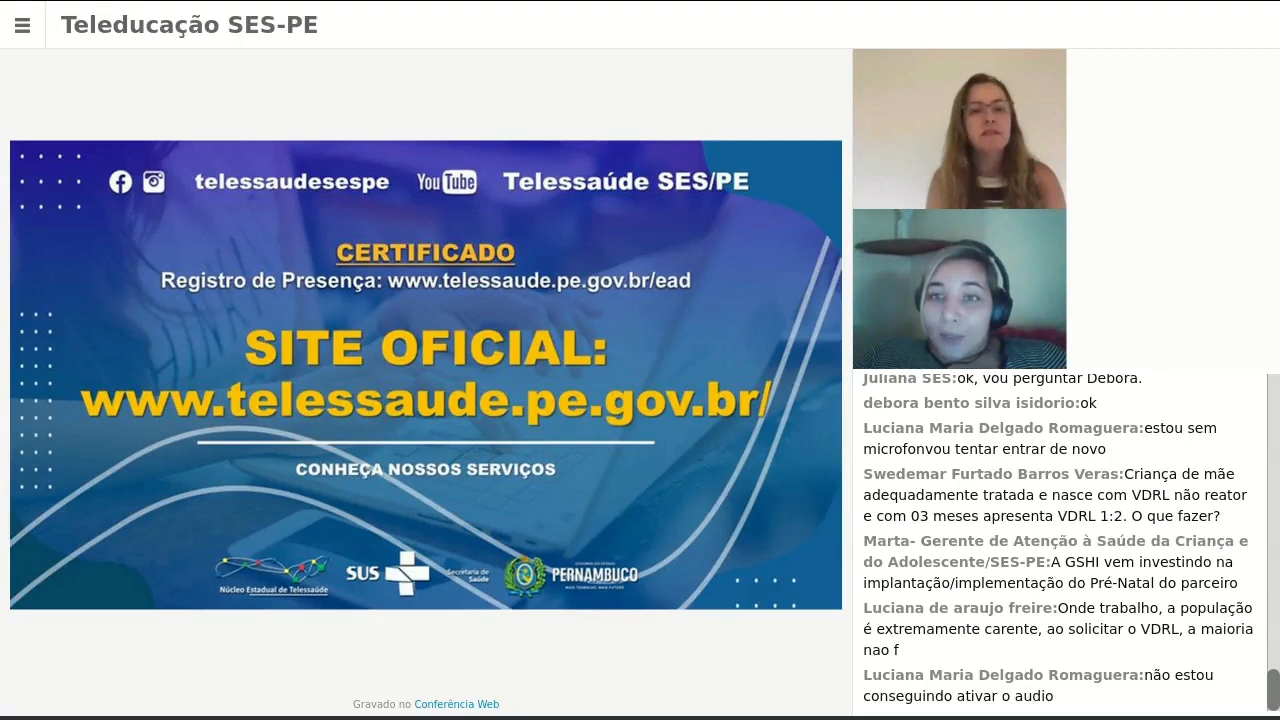 Teleducação SES-PE
telessaudesespe YouTube Telessaúde SES/PE
CERTIFICADO
Registro de Presença: www.telessaude.pe.gov.br/ead
SITE OFICIAL:
www.telessaude.pe.gov.br/
CONHEÇA NOSSOS SERVIÇOS
Núcleo Estadual de Telessaúde
SUS
Secretaria de
Saúde
PERNAMBUCO
Gravado no Conferência Web
Juliana SES:ok, vou perguntar Debora.
debora bento silva isidorio:ok
Luciana Maria Delgado Romaguera:estou sem
microfonvou tentar entrar de novo
Swedemar Furtado Barros Veras:Criança de mãe
adequadamente tratada e nasce com VDRL não reator
e com 03 meses apresenta VDRL 1:2. O que fazer?
Marta- Gerente de Atenção à Saúde da Criança e
do Adolescente/SES-PE:A GSHI vem investindo na
implantação/implementação do Pré-Natal do parceiro
Luciana de araujo freire:Onde trabalho, a população
é extremamente carente, ao solicitar o VDRL, a maioria
nao f
Luciana Maria Delgado Romaguera:não estou
conseguindo ativar o audio